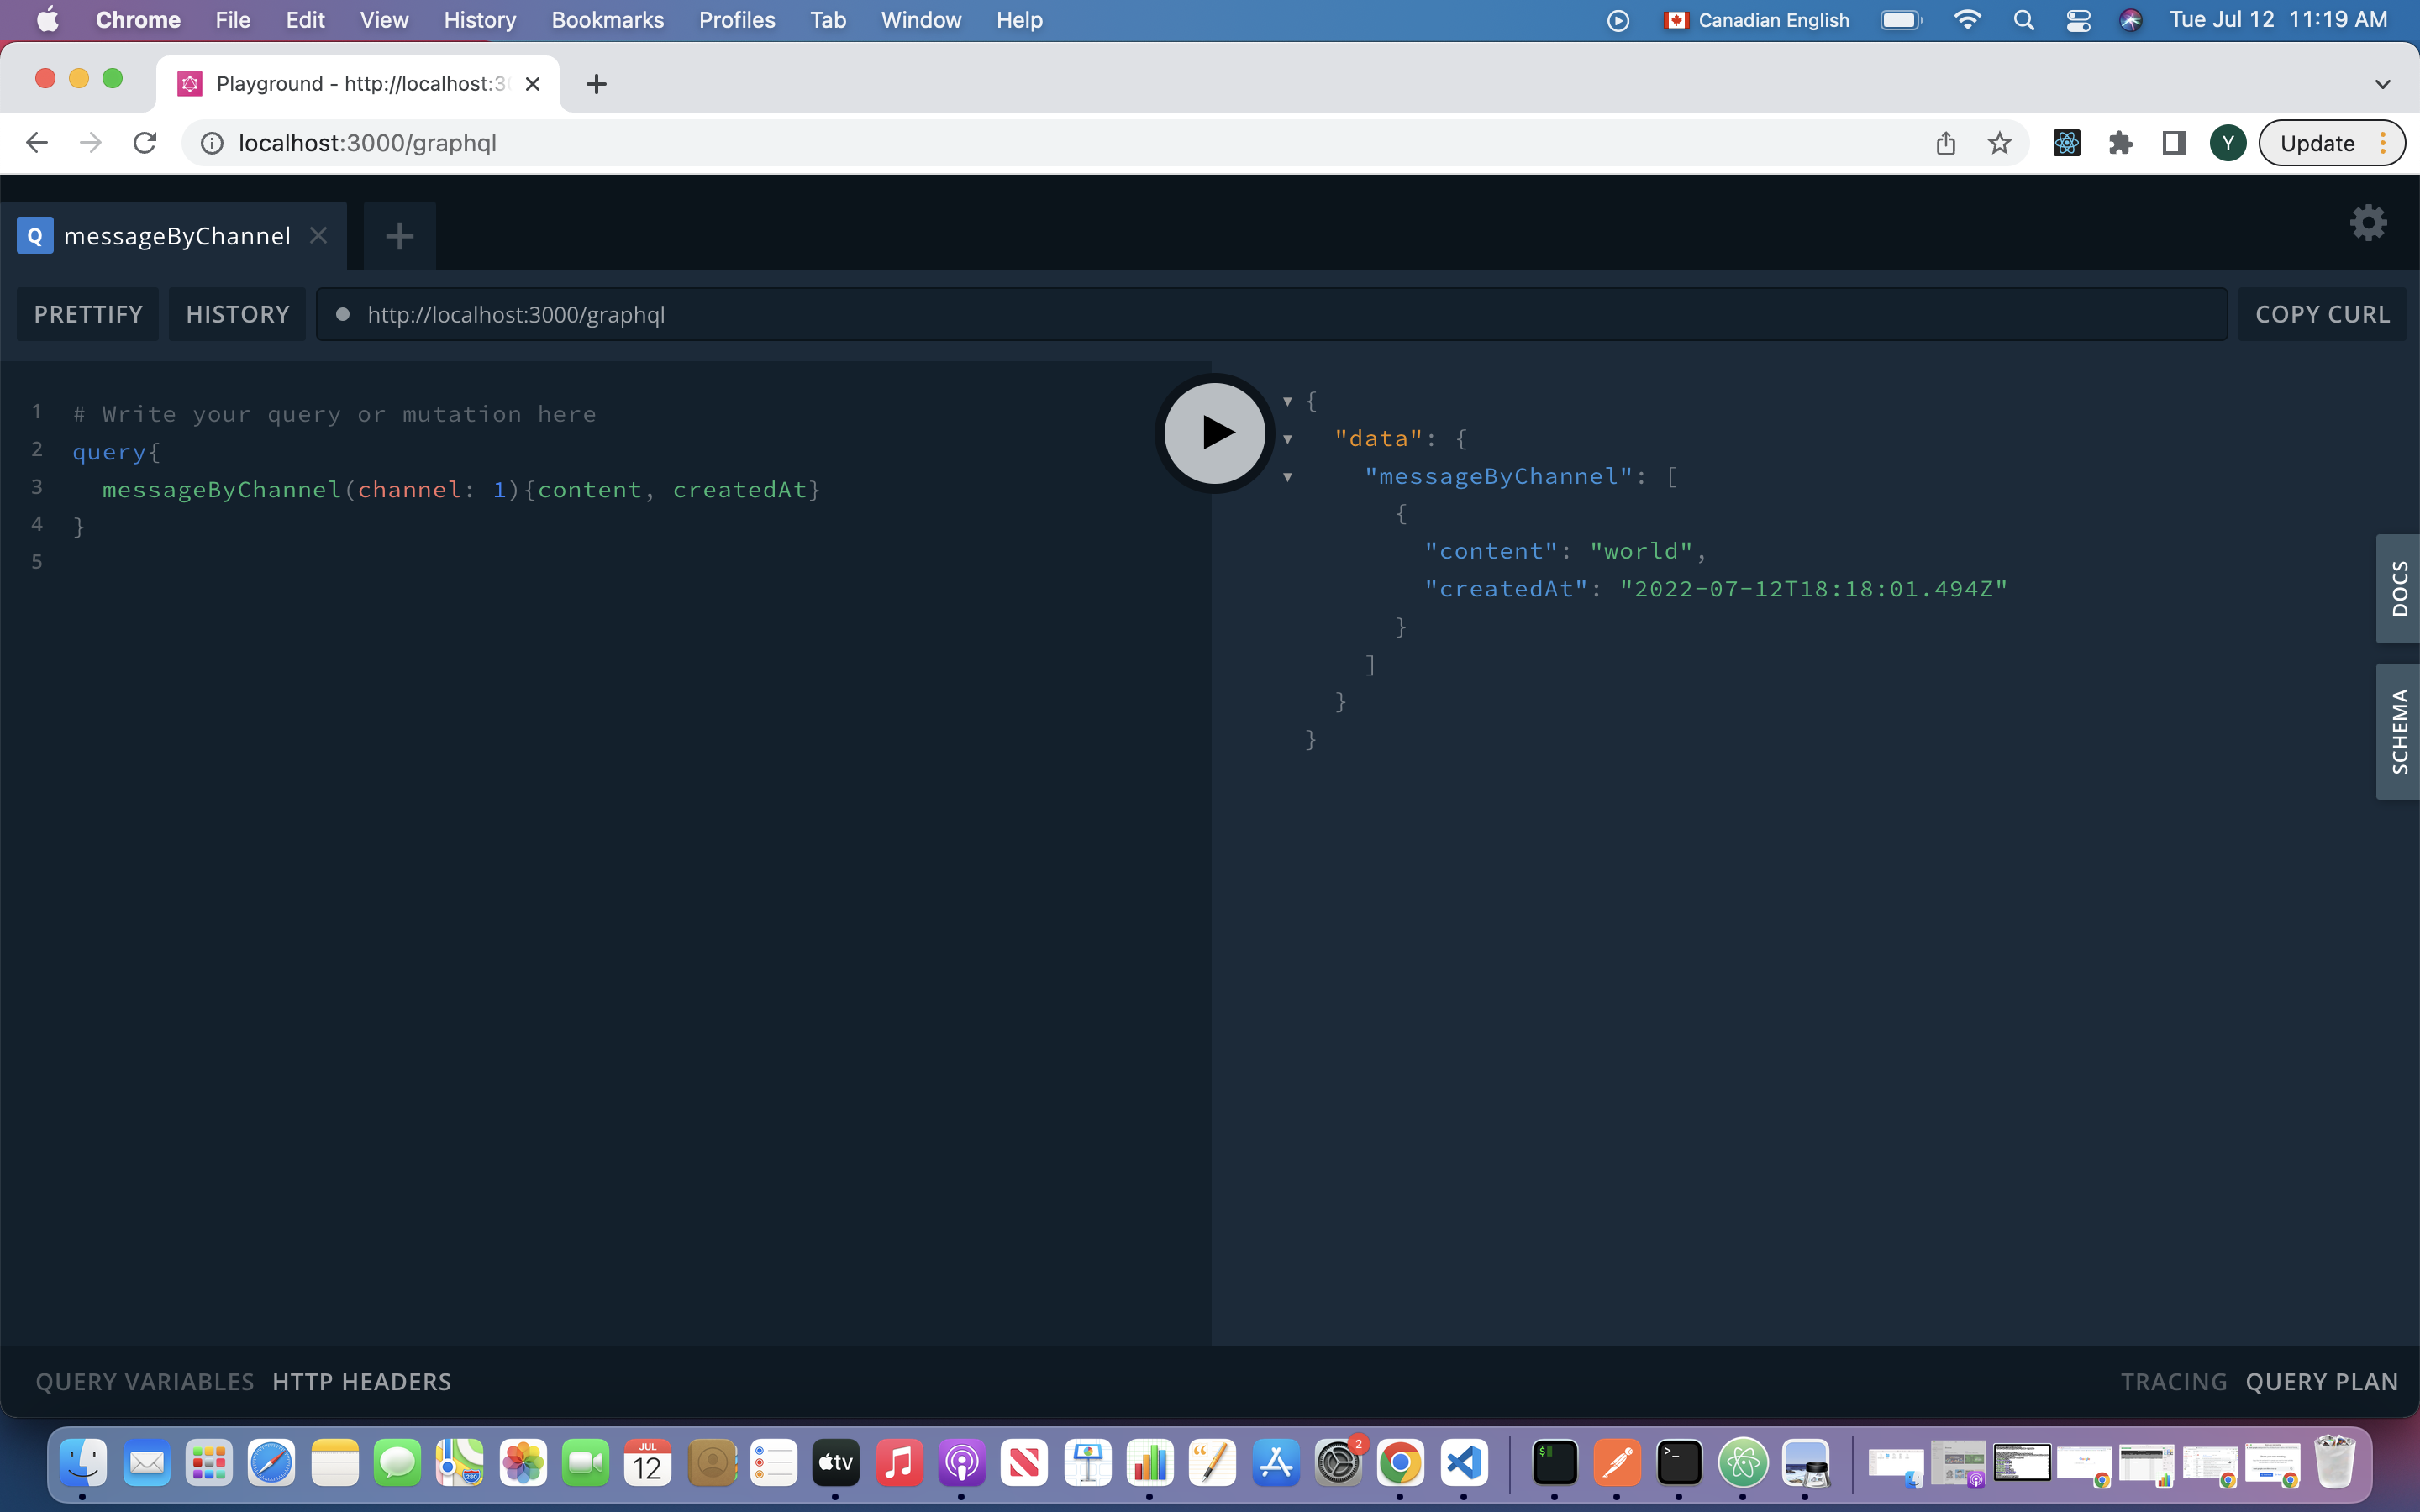 Chrome File Edit View History Bookmarks Profiles Tab Window Help Canadian English Tue Jul 12 11:19 AM
Playground - http://localhost:3
localhost:3000/graphql Y Update
Q messageByChannel
PRETTIFY HISTORY http://localhost:3000/graphql COPY CURL
1 # Write your query or mutation here
2 query{
3 messageByChannel(channel: 1){content, createdAt}
4 }
5
{
"data": {
"messageByChannel": [
{
"content": "world",
"createdAt": "2022-07-12T18:18:01.494Z"
}
]
}
}
DOCS
SCHEMA
QUERY VARIABLES HTTP HEADERS TRACING QUERY PLAN
280
JUL
12
tv
2
$
>_